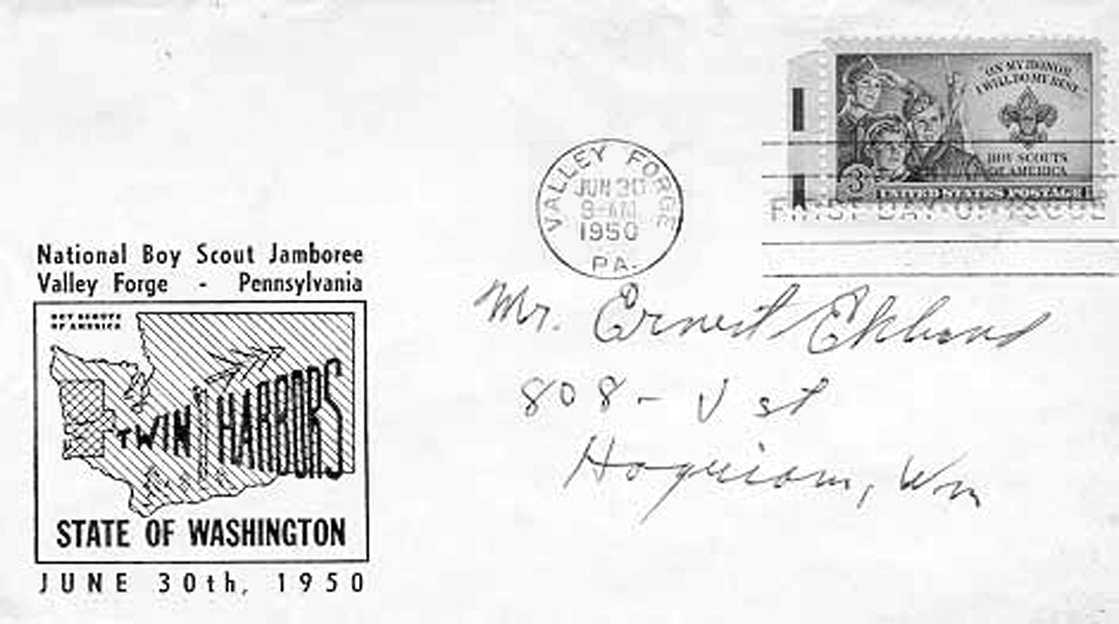 "ON MY HONOR
I WILL DO MY BEST"
BOY SCOUTS
OF AMERICA
3¢ UNITED STATES POSTAGE
FIRST DAY OF ISSUE
VALLEY FORGE
JUN 30
9-AM
1950
PA.
National Boy Scout Jamboree
Valley Forge - Pennsylvania
BOY SCOUTS
OF AMERICA
TWIN HARBORS
STATE OF WASHINGTON
JUNE 30th, 1950
Mr. Ernest Eklund
808 - J st
Hoquiam, Wn